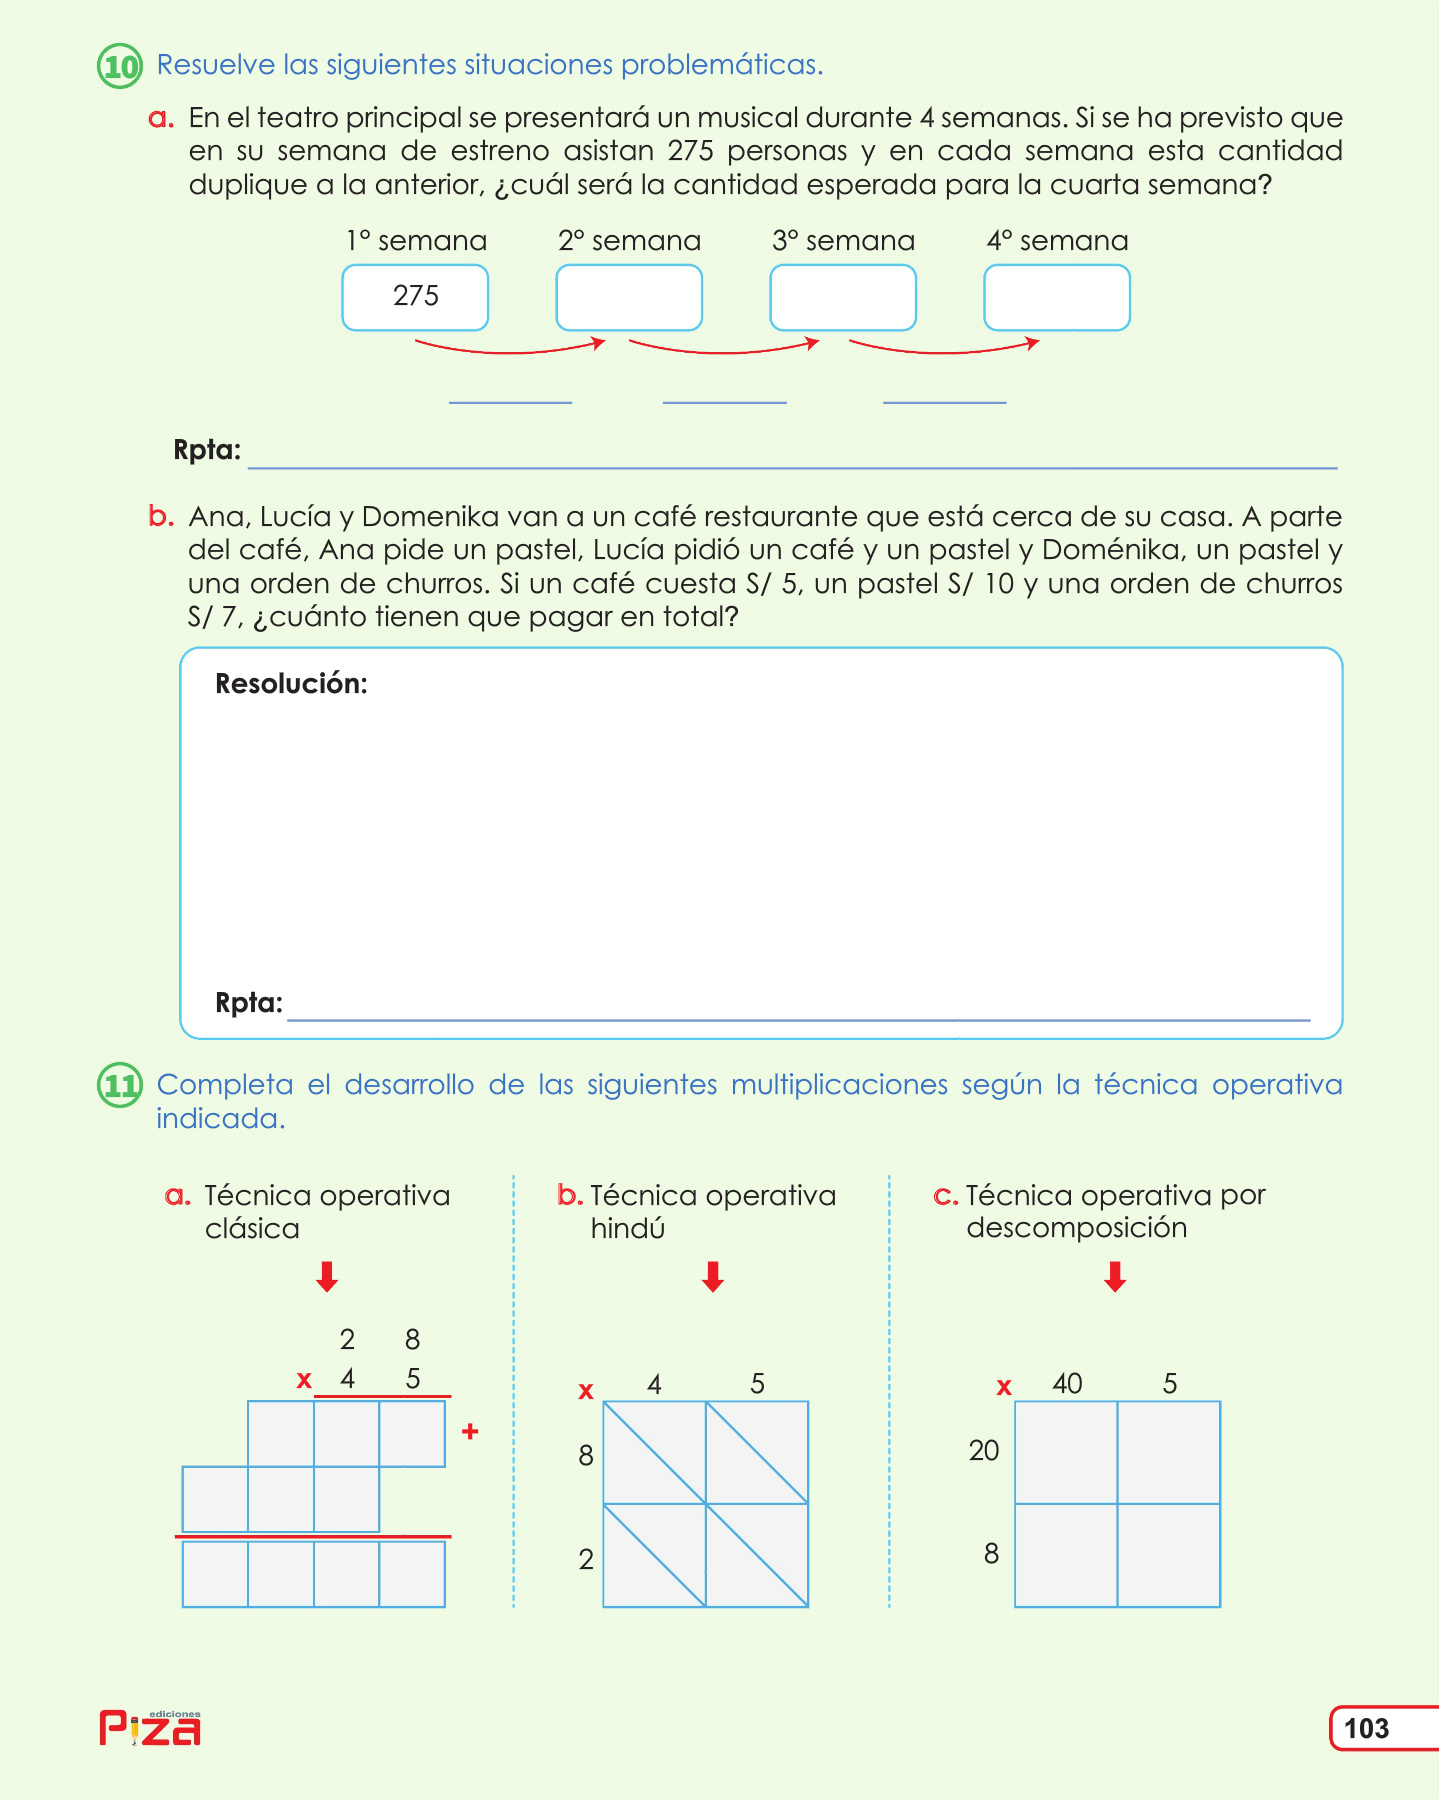 10 Resuelve las siguientes situaciones problemáticas.
a. En el teatro principal se presentará un musical durante 4 semanas. Si se ha previsto que
en su semana de estreno asistan 275 personas y en cada semana esta cantidad
duplique a la anterior, ¿cuál será la cantidad esperada para la cuarta semana?
1° semana 2° semana 3° semana 4° semana
275
Rpta:
b. Ana, Lucía y Domenika van a un café restaurante que está cerca de su casa. A parte
del café, Ana pide un pastel, Lucía pidió un café y un pastel y Doménika, un pastel y
una orden de churros. Si un café cuesta S/ 5, un pastel S/ 10 y una orden de churros
S/ 7, ¿cuánto tienen que pagar en total?
Resolución:
Rpta:
11 Completa el desarrollo de las siguientes multiplicaciones según la técnica operativa
indicada.
a. Técnica operativa
clásica
2 8
x 4 5
+
b. Técnica operativa
hindú
x 4 5
8
2
c. Técnica operativa por
descomposición
x 40 5
20
8
ediciones
Piza
103